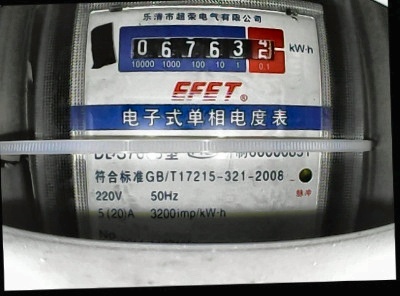 乐清市超荣电气有限公司
0 6 7 6 3
kW·h
10000 1000 100 10 1 0.1
EFET®
电子式单相电度表
符合标准GB/T17215-321-2008
220V 50Hz
脉冲
5(20)A 3200imp/kW·h